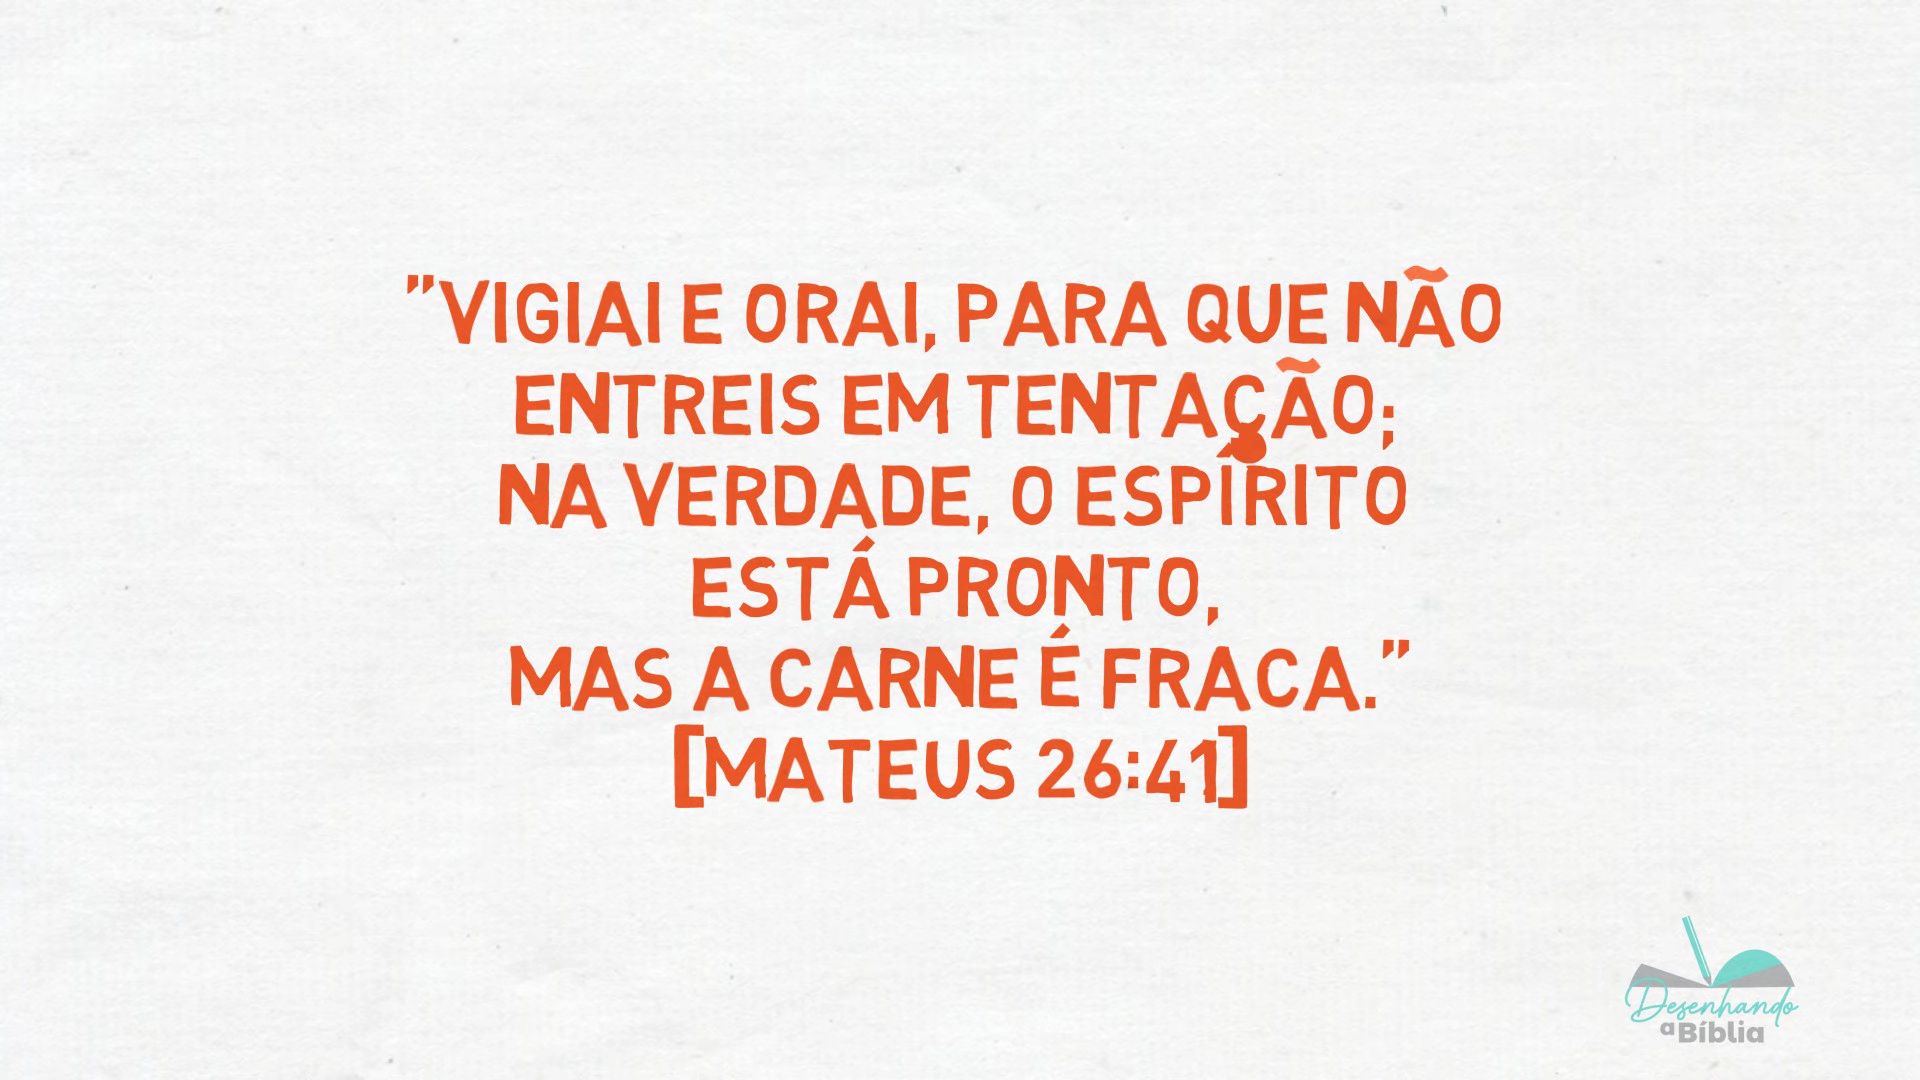 "VIGIAI E ORAI, PARA QUE NÃO
ENTREIS EM TENTAÇÃO;
NA VERDADE, O ESPÍRITO
ESTÁ PRONTO,
MAS A CARNE É FRACA."
[MATEUS 26:41]
Desenhando
a Bíblia